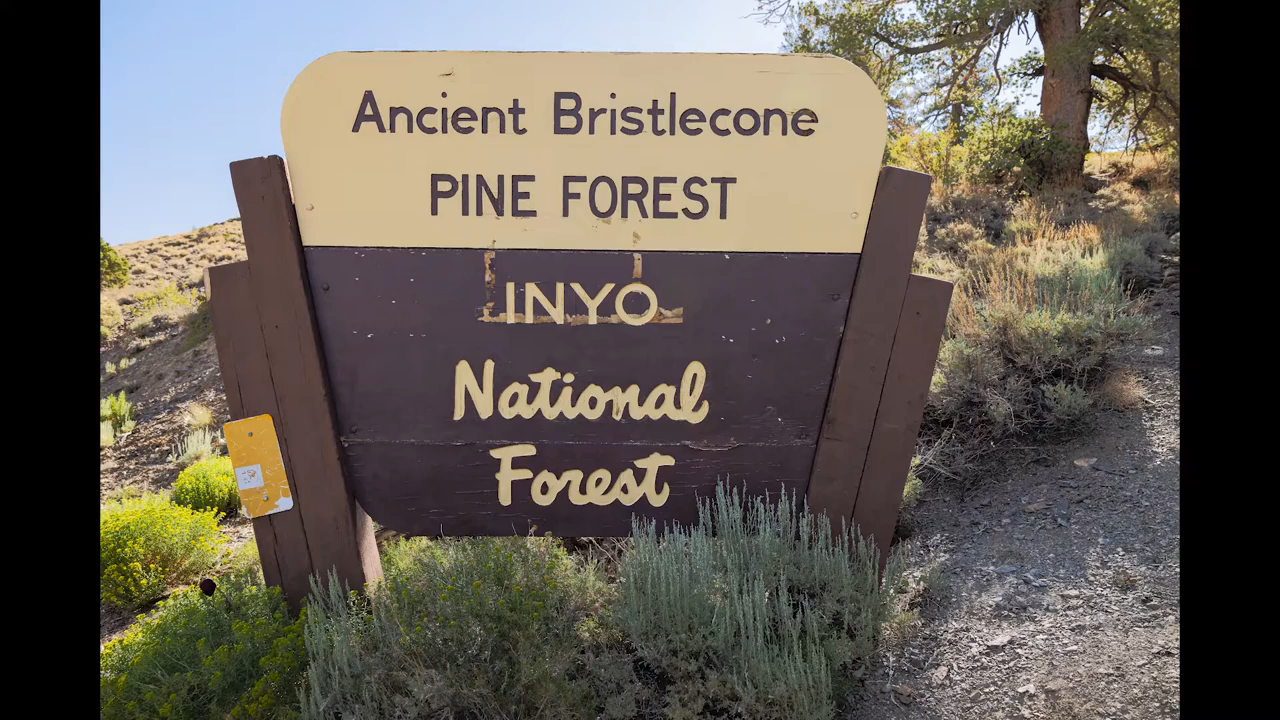 Ancient Bristlecone
PINE FOREST
INYO
National
Forest